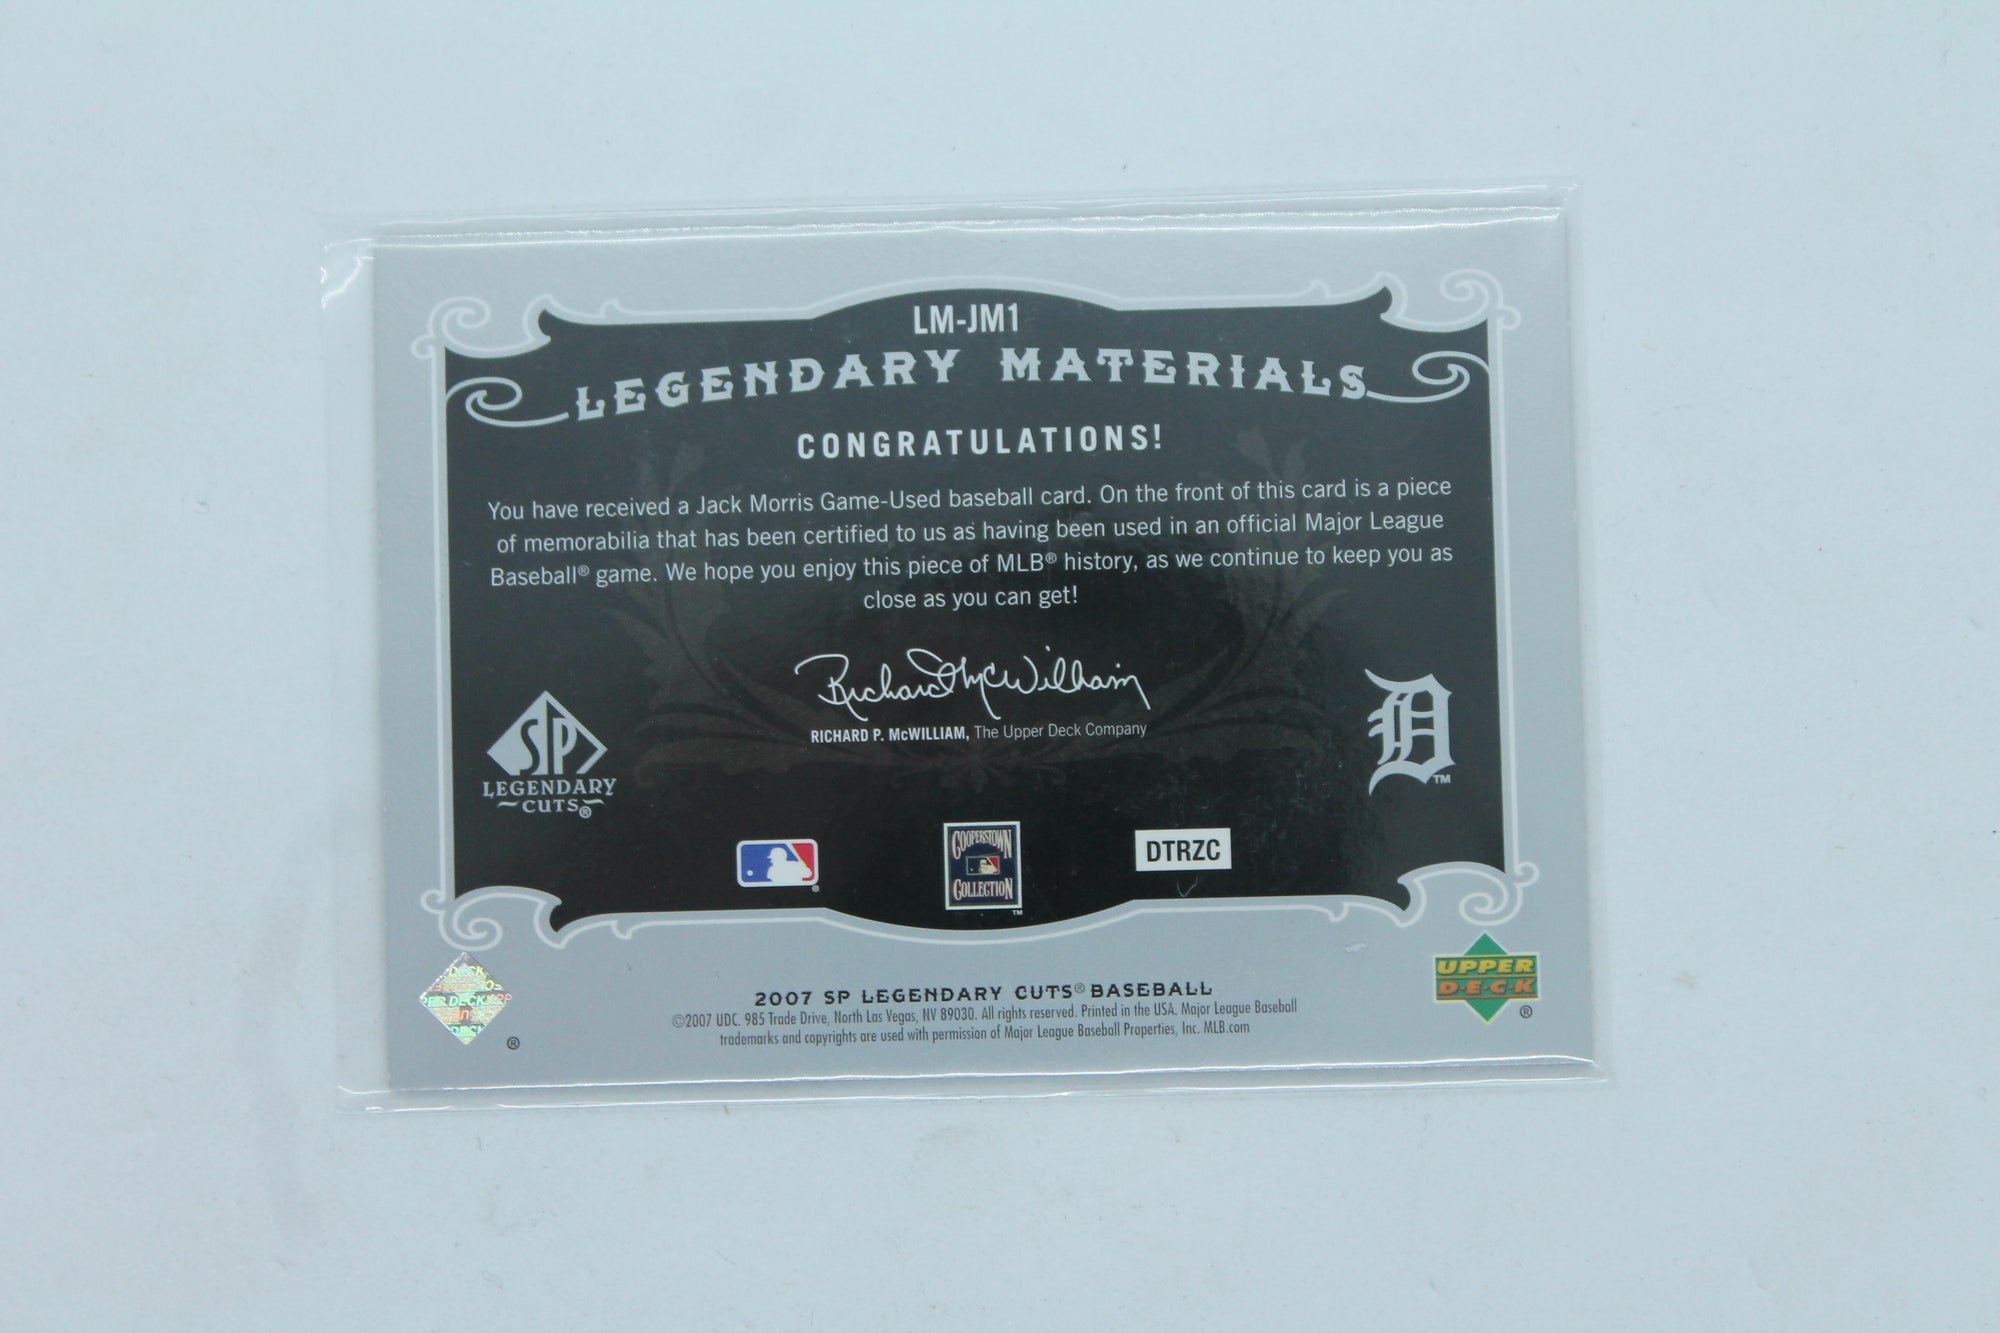 LM-JM1
LEGENDARY MATERIALS
CONGRATULATIONS!
You have received a Jack Morris Game-Used baseball card. On the front of this card is a piece
of memorabilia that has been certified to us as having been used in an official Major League
Baseball® game. We hope you enjoy this piece of MLB® history, as we continue to keep you as
close as you can get!
Richard McWilliam
RICHARD P. McWILLIAM, The Upper Deck Company
SP
LEGENDARY
CUTS®
D™
COOPERSTOWN
COLLECTION™
®
DTRZC
UPPER
DECK
®
DECK
DECK
®
2007 SP LEGENDARY CUTS® BASEBALL
©2007 UDC. 985 Trade Drive, North Las Vegas, NV 89030. All rights reserved. Printed in the USA. Major League Baseball
trademarks and copyrights are used with permission of Major League Baseball Properties, Inc. MLB.com